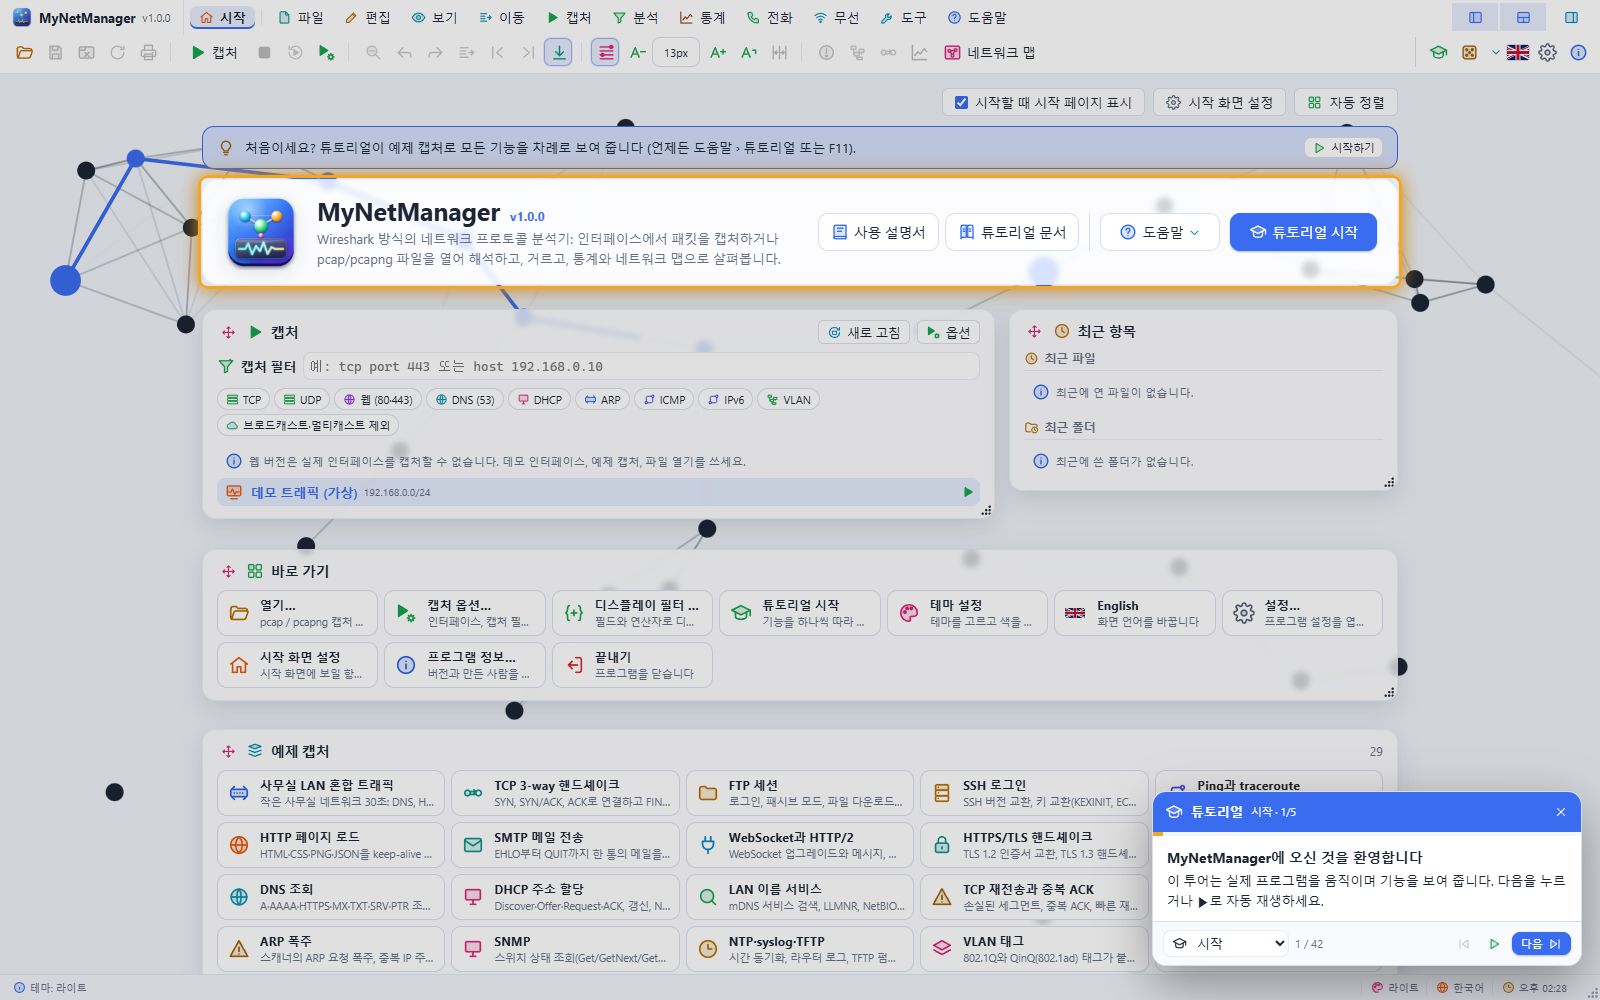 MyNetManager v1.0.0 시작 파일 편집 보기 이동 캡처 분석 통계 전화 무선 도구 도움말
캡처 A− 13px A+ 네트워크 맵
시작할 때 시작 페이지 표시 시작 화면 설정 자동 정렬
처음이세요? 튜토리얼이 예제 캡처로 모든 기능을 차례로 보여 줍니다 (언제든 도움말 › 튜토리얼 또는 F11). 시작하기
MyNetManager v1.0.0
Wireshark 방식의 네트워크 프로토콜 분석기: 인터페이스에서 패킷을 캡처하거나
pcap/pcapng 파일을 열어 해석하고, 거르고, 통계와 네트워크 맵으로 살펴봅니다.
사용 설명서 튜토리얼 문서 도움말 튜토리얼 시작
캡처 새로 고침 옵션
캡처 필터 예: tcp port 443 또는 host 192.168.0.10
TCP UDP 웹 (80·443) DNS (53) DHCP ARP ICMP IPv6 VLAN
브로드캐스트·멀티캐스트 제외
웹 버전은 실제 인터페이스를 캡처할 수 없습니다. 데모 인터페이스, 예제 캡처, 파일 열기를 쓰세요.
데모 트래픽 (가상) 192.168.0.0/24
최근 항목
최근 파일
최근에 연 파일이 없습니다.
최근 폴더
최근에 쓴 폴더가 없습니다.
바로 가기
열기... 캡처 옵션... 디스플레이 필터 ... 튜토리얼 시작 테마 설정 English 설정...
pcap / pcapng 캡처 ... 인터페이스, 캡처 필... 필드와 연산자로 디... 기능을 하나씩 따라 ... 테마를 고르고 색을 ... 화면 언어를 바꿉니다 프로그램 설정을 엽...
시작 화면 설정 프로그램 정보... 끝내기
시작 화면에 보일 항... 버전과 만든 사람을 ... 프로그램을 닫습니다
예제 캡처 29
사무실 LAN 혼합 트래픽 TCP 3-way 핸드셰이크 FTP 세션 SSH 로그인 Ping과 traceroute
작은 사무실 네트워크 30초: DNS, H... SYN, SYN/ACK, ACK로 연결하고 FIN... 로그인, 패시브 모드, 파일 다운로드... SSH 버전 교환, 키 교환(KEXINIT, EC...
HTTP 페이지 로드 SMTP 메일 전송 WebSocket과 HTTP/2 HTTPS/TLS 핸드셰이크
HTML·CSS·PNG·JSON을 keep-alive ... EHLO부터 QUIT까지 한 통의 메일을... WebSocket 업그레이드와 메시지, ... TLS 1.2 인증서 교환, TLS 1.3 핸드셰...
DNS 조회 DHCP 주소 할당 LAN 이름 서비스 TCP 재전송과 중복 ACK
A·AAAA·HTTPS·MX·TXT·SRV·PTR 조... Discover·Offer·Request·ACK, 갱신, N... mDNS 서비스 검색, LLMNR, NetBIO... 손실된 세그먼트, 중복 ACK, 빠른 재...
ARP 폭주 SNMP NTP·syslog·TFTP VLAN 태그
스캐너의 ARP 요청 폭주, 중복 IP 주... 스위치 상태 조회(Get/GetNext/Get... 시간 동기화, 라우터 로그, TFTP 펌... 802.1Q와 QinQ(802.1ad) 태그가 붙...
튜토리얼 시작 · 1/5
MyNetManager에 오신 것을 환영합니다
이 투어는 실제 프로그램을 움직이며 기능을 보여 줍니다. 다음을 누르
거나 ▶로 자동 재생하세요.
시작 1 / 42 다음
테마: 라이트 라이트 한국어 오후 02:28